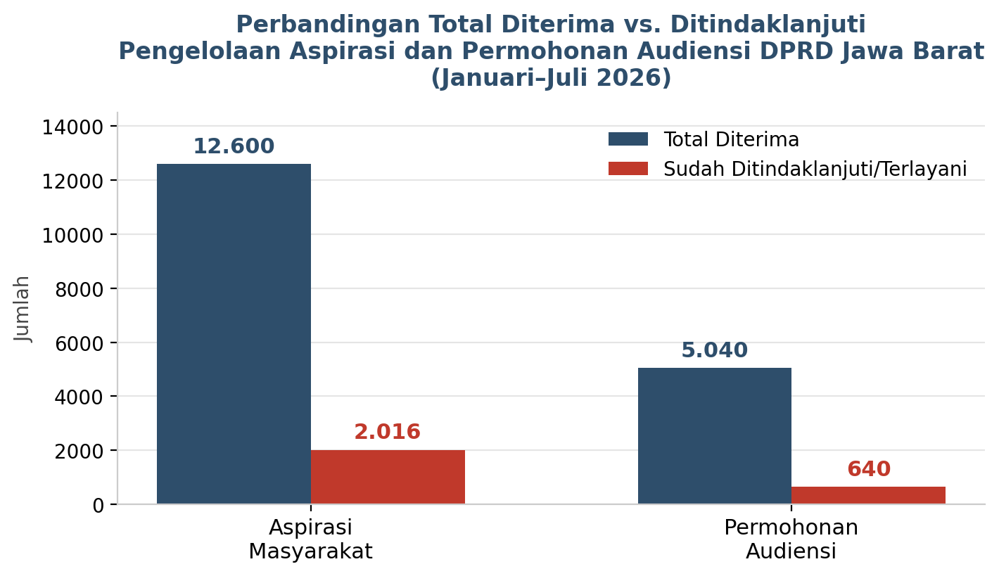 Perbandingan Total Diterima vs. Ditindaklanjuti
Pengelolaan Aspirasi dan Permohonan Audiensi DPRD Jawa Barat
(Januari–Juli 2026)
Jumlah
14000
12000
10000
8000
6000
4000
2000
0
12.600
2.016
5.040
640
Total Diterima
Sudah Ditindaklanjuti/Terlayani
Aspirasi
Masyarakat
Permohonan
Audiensi